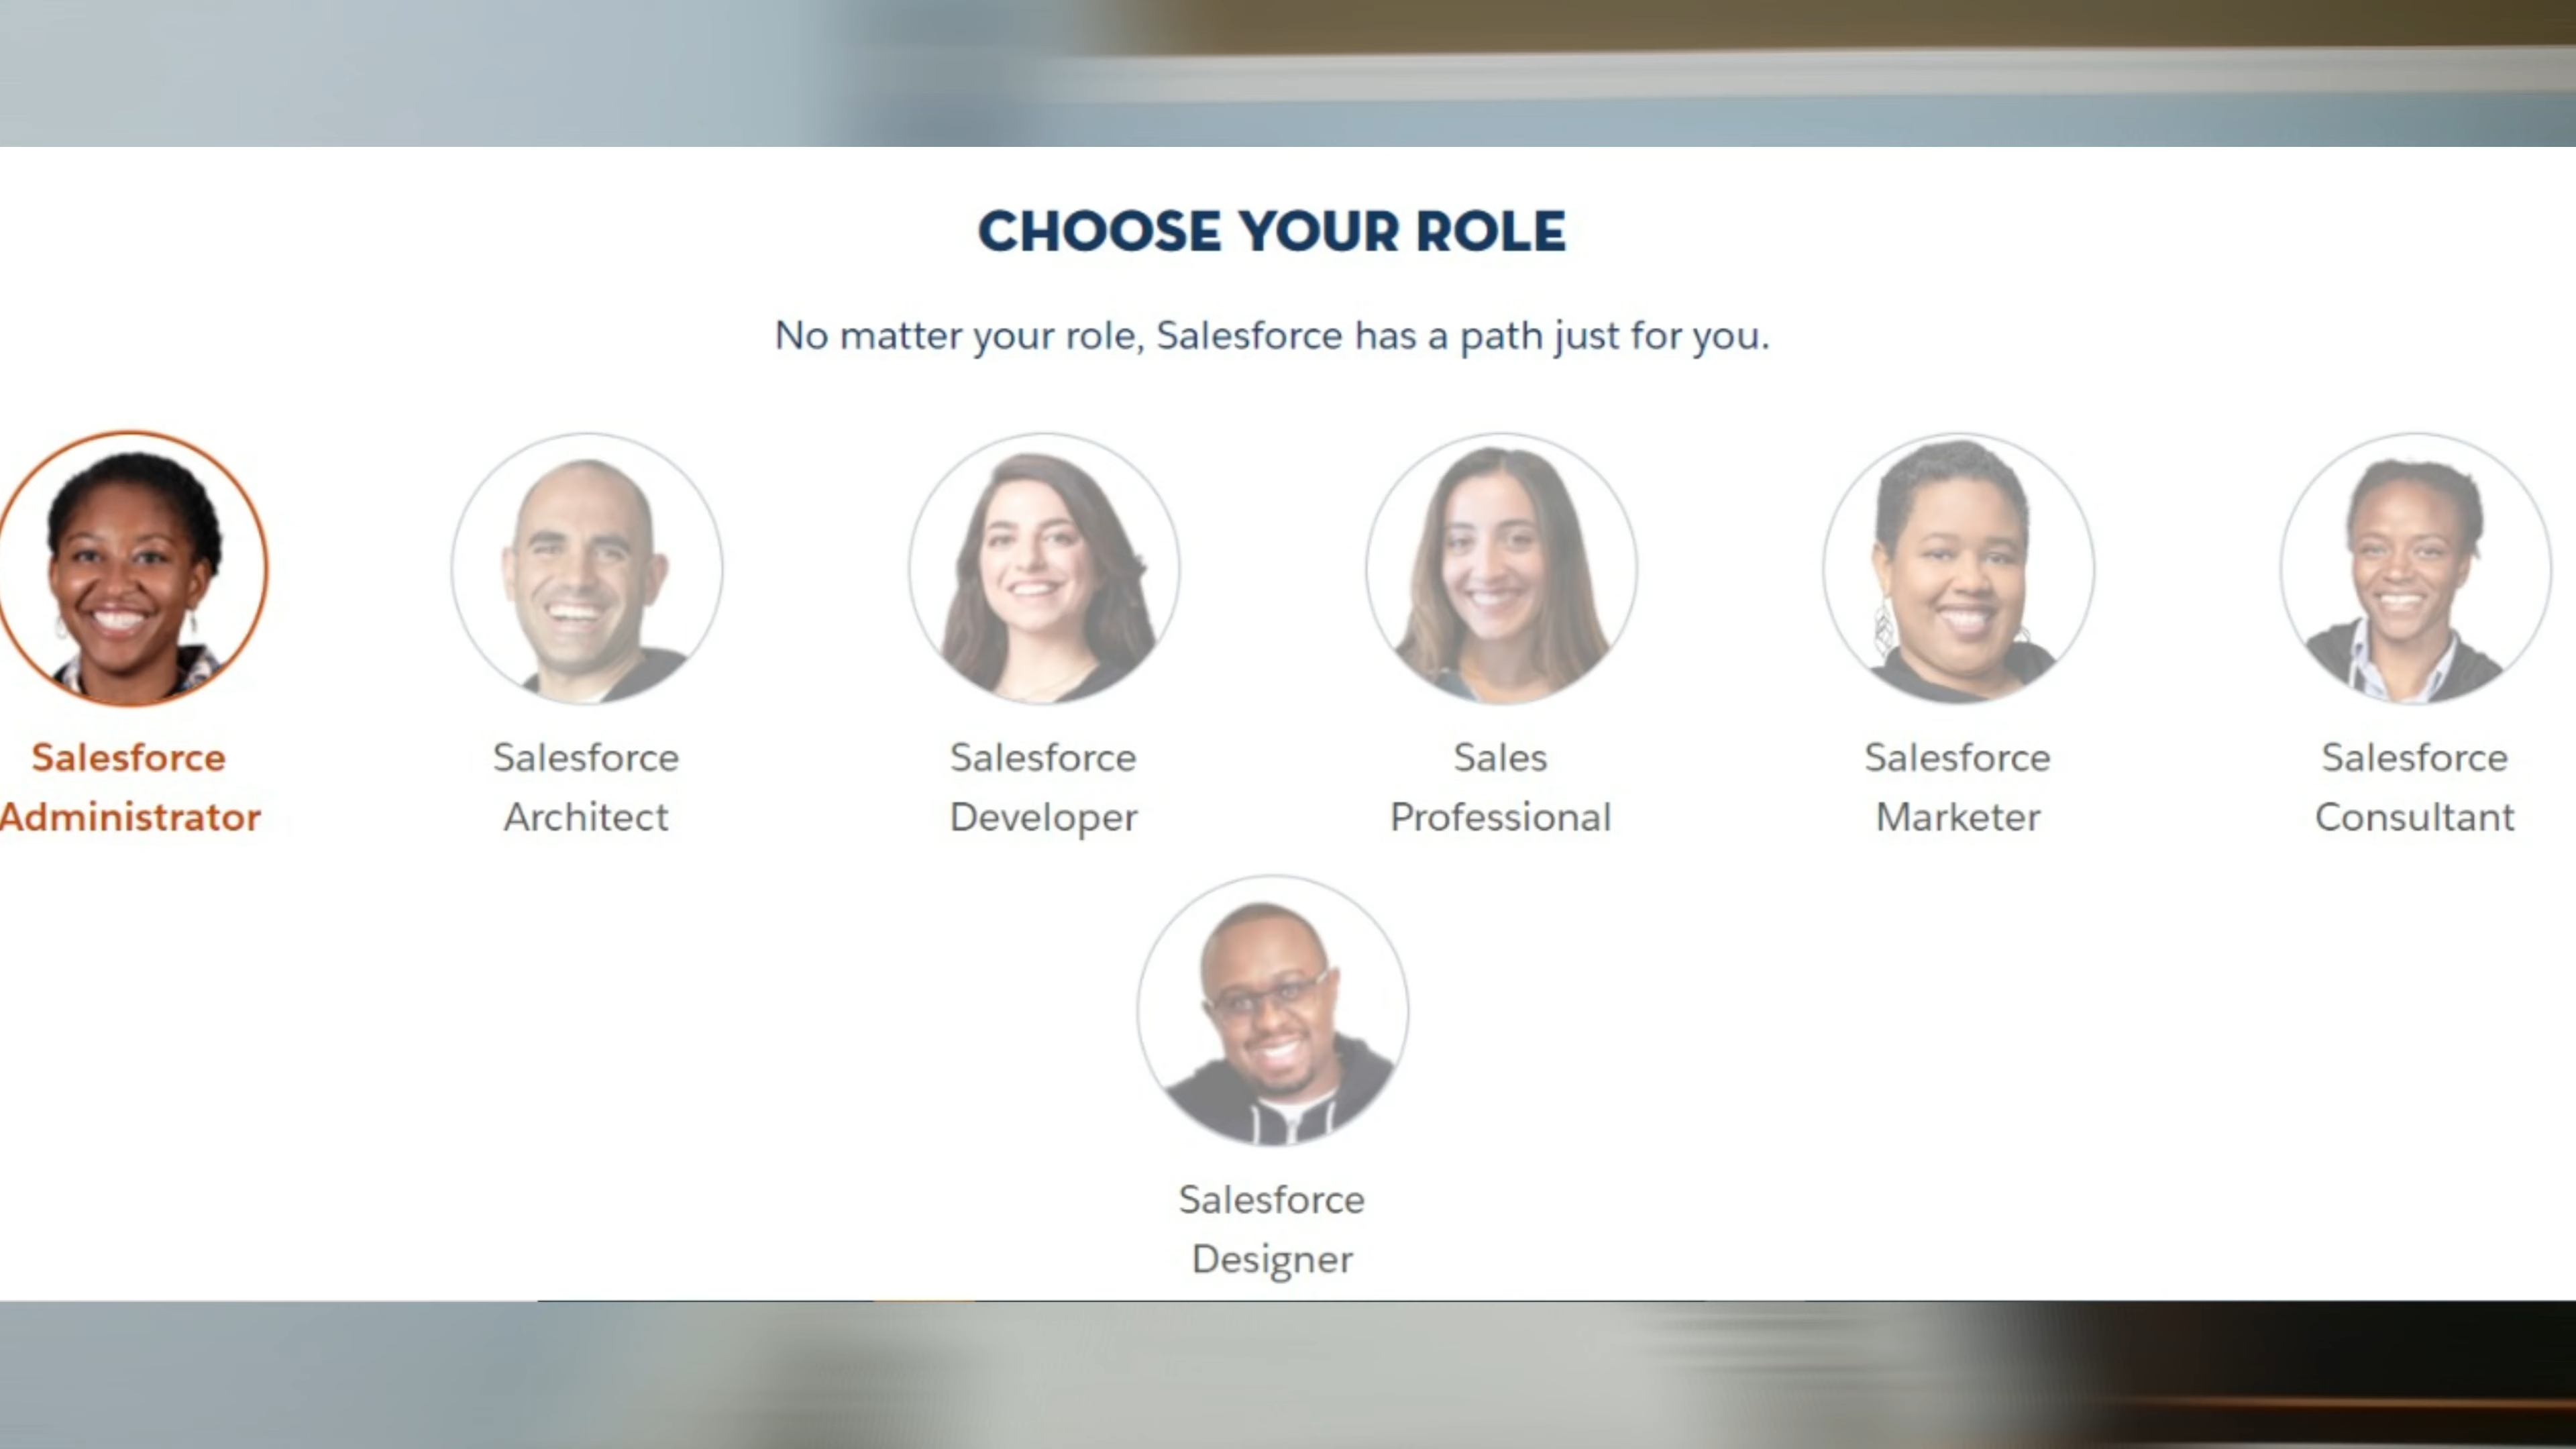 CHOOSE YOUR ROLE
No matter your role, Salesforce has a path just for you.
Salesforce
Administrator
Salesforce
Architect
Salesforce
Developer
Sales
Professional
Salesforce
Marketer
Salesforce
Consultant
Salesforce
Designer